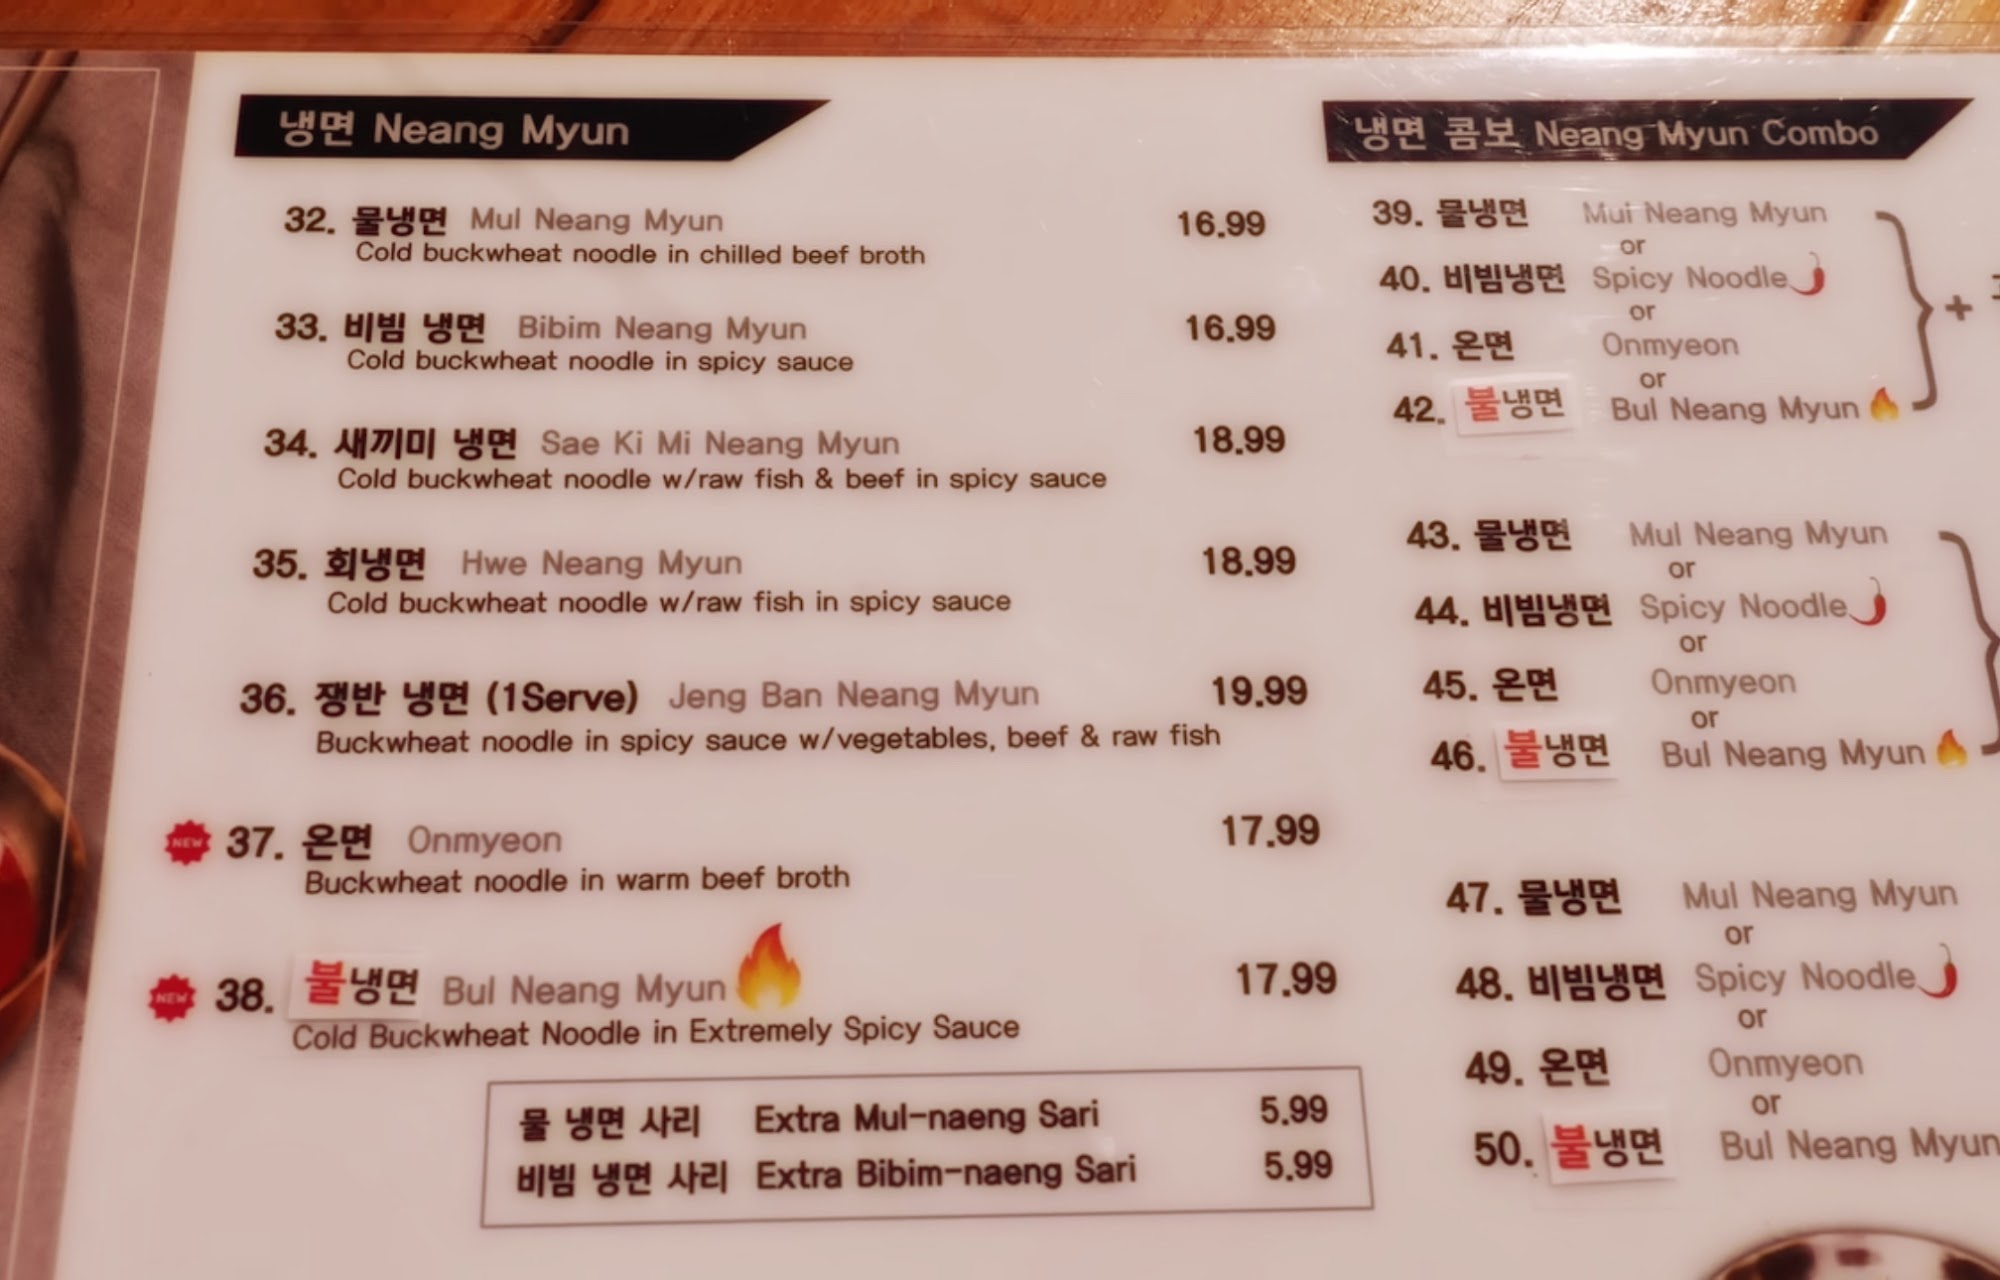 냉면 Neang Myun
32. 물냉면 Mul Neang Myun 16.99
Cold buckwheat noodle in chilled beef broth
33. 비빔 냉면 Bibim Neang Myun 16.99
Cold buckwheat noodle in spicy sauce
34. 새끼미 냉면 Sae Ki Mi Neang Myun 18.99
Cold buckwheat noodle w/raw fish & beef in spicy sauce
35. 회냉면 Hwe Neang Myun 18.99
Cold buckwheat noodle w/raw fish in spicy sauce
36. 쟁반 냉면 (1Serve) Jeng Ban Neang Myun 19.99
Buckwheat noodle in spicy sauce w/vegetables, beef & raw fish
NEW 37. 온면 Onmyeon 17.99
Buckwheat noodle in warm beef broth
NEW 38. 불냉면 Bul Neang Myun 17.99
Cold Buckwheat Noodle in Extremely Spicy Sauce
물 냉면 사리 Extra Mul-naeng Sari 5.99
비빔 냉면 사리 Extra Bibim-naeng Sari 5.99
냉면 콤보 Neang Myun Combo
39. 물냉면 Mul Neang Myun
or
40. 비빔냉면 Spicy Noodle
or
41. 온면 Onmyeon
or
42. 불냉면 Bul Neang Myun
+
43. 물냉면 Mul Neang Myun
or
44. 비빔냉면 Spicy Noodle
or
45. 온면 Onmyeon
or
46. 불냉면 Bul Neang Myun
47. 물냉면 Mul Neang Myun
or
48. 비빔냉면 Spicy Noodle
or
49. 온면 Onmyeon
or
50. 불냉면 Bul Neang Myun